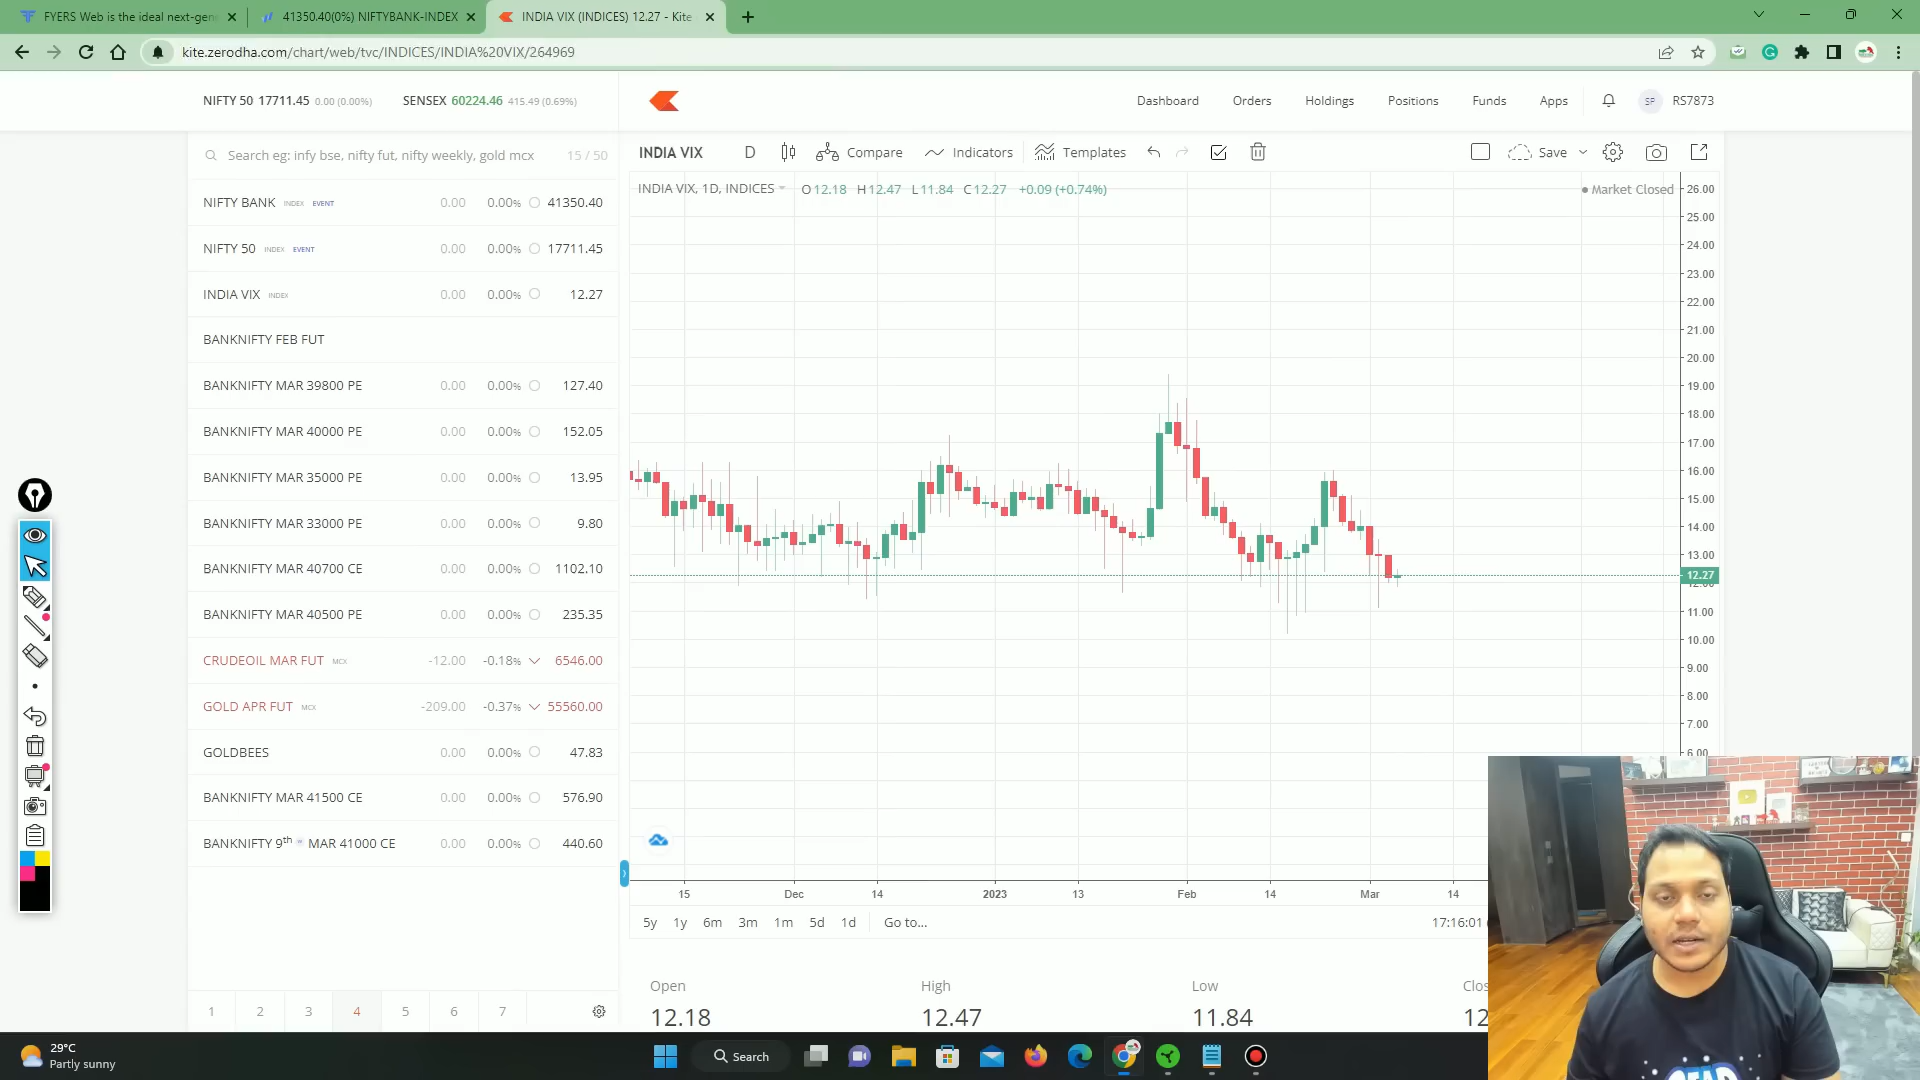 FYERS Web is the ideal next-gen
41350.40(0%) NIFTYBANK-INDEX
INDIA VIX (INDICES) 12.27 - Kite
kite.zerodha.com/chart/web/tvc/INDICES/INDIA%20VIX/264969
NIFTY 50 17711.45 0.00 (0.00%)
SENSEX 60224.46 415.49 (0.69%)
Dashboard Orders Holdings Positions Funds Apps SP RS7873
Search eg: infy bse, nifty fut, nifty weekly, gold mcx 15 / 50
INDIA VIX D Compare Indicators Templates Save
INDIA VIX, 1D, INDICES O12.18 H12.47 L11.84 C12.27 +0.09 (+0.74%)
Market Closed
NIFTY BANK INDEX EVENT 0.00 0.00% 41350.40
NIFTY 50 INDEX EVENT 0.00 0.00% 17711.45
INDIA VIX INDEX 0.00 0.00% 12.27
BANKNIFTY FEB FUT
BANKNIFTY MAR 39800 PE 0.00 0.00% 127.40
BANKNIFTY MAR 40000 PE 0.00 0.00% 152.05
BANKNIFTY MAR 35000 PE 0.00 0.00% 13.95
BANKNIFTY MAR 33000 PE 0.00 0.00% 9.80
BANKNIFTY MAR 40700 CE 0.00 0.00% 1102.10
BANKNIFTY MAR 40500 PE 0.00 0.00% 235.35
CRUDEOIL MAR FUT MCX -12.00 -0.18% 6546.00
GOLD APR FUT MCX -209.00 -0.37% 55560.00
GOLDBEES 0.00 0.00% 47.83
BANKNIFTY MAR 41500 CE 0.00 0.00% 576.90
BANKNIFTY 9th w MAR 41000 CE 0.00 0.00% 440.60
1 2 3 4 5 6 7
26.00
25.00
24.00
23.00
22.00
21.00
20.00
19.00
18.00
17.00
16.00
15.00
14.00
13.00
12.27
12.00
11.00
10.00
9.00
8.00
7.00
6.00
15 Dec 14 2023 13 Feb 14 Mar 14
5y 1y 6m 3m 1m 5d 1d Go to...
17:16:01
Open High Low Clos
12.18 12.47 11.84 12
29°C
Partly sunny
Search